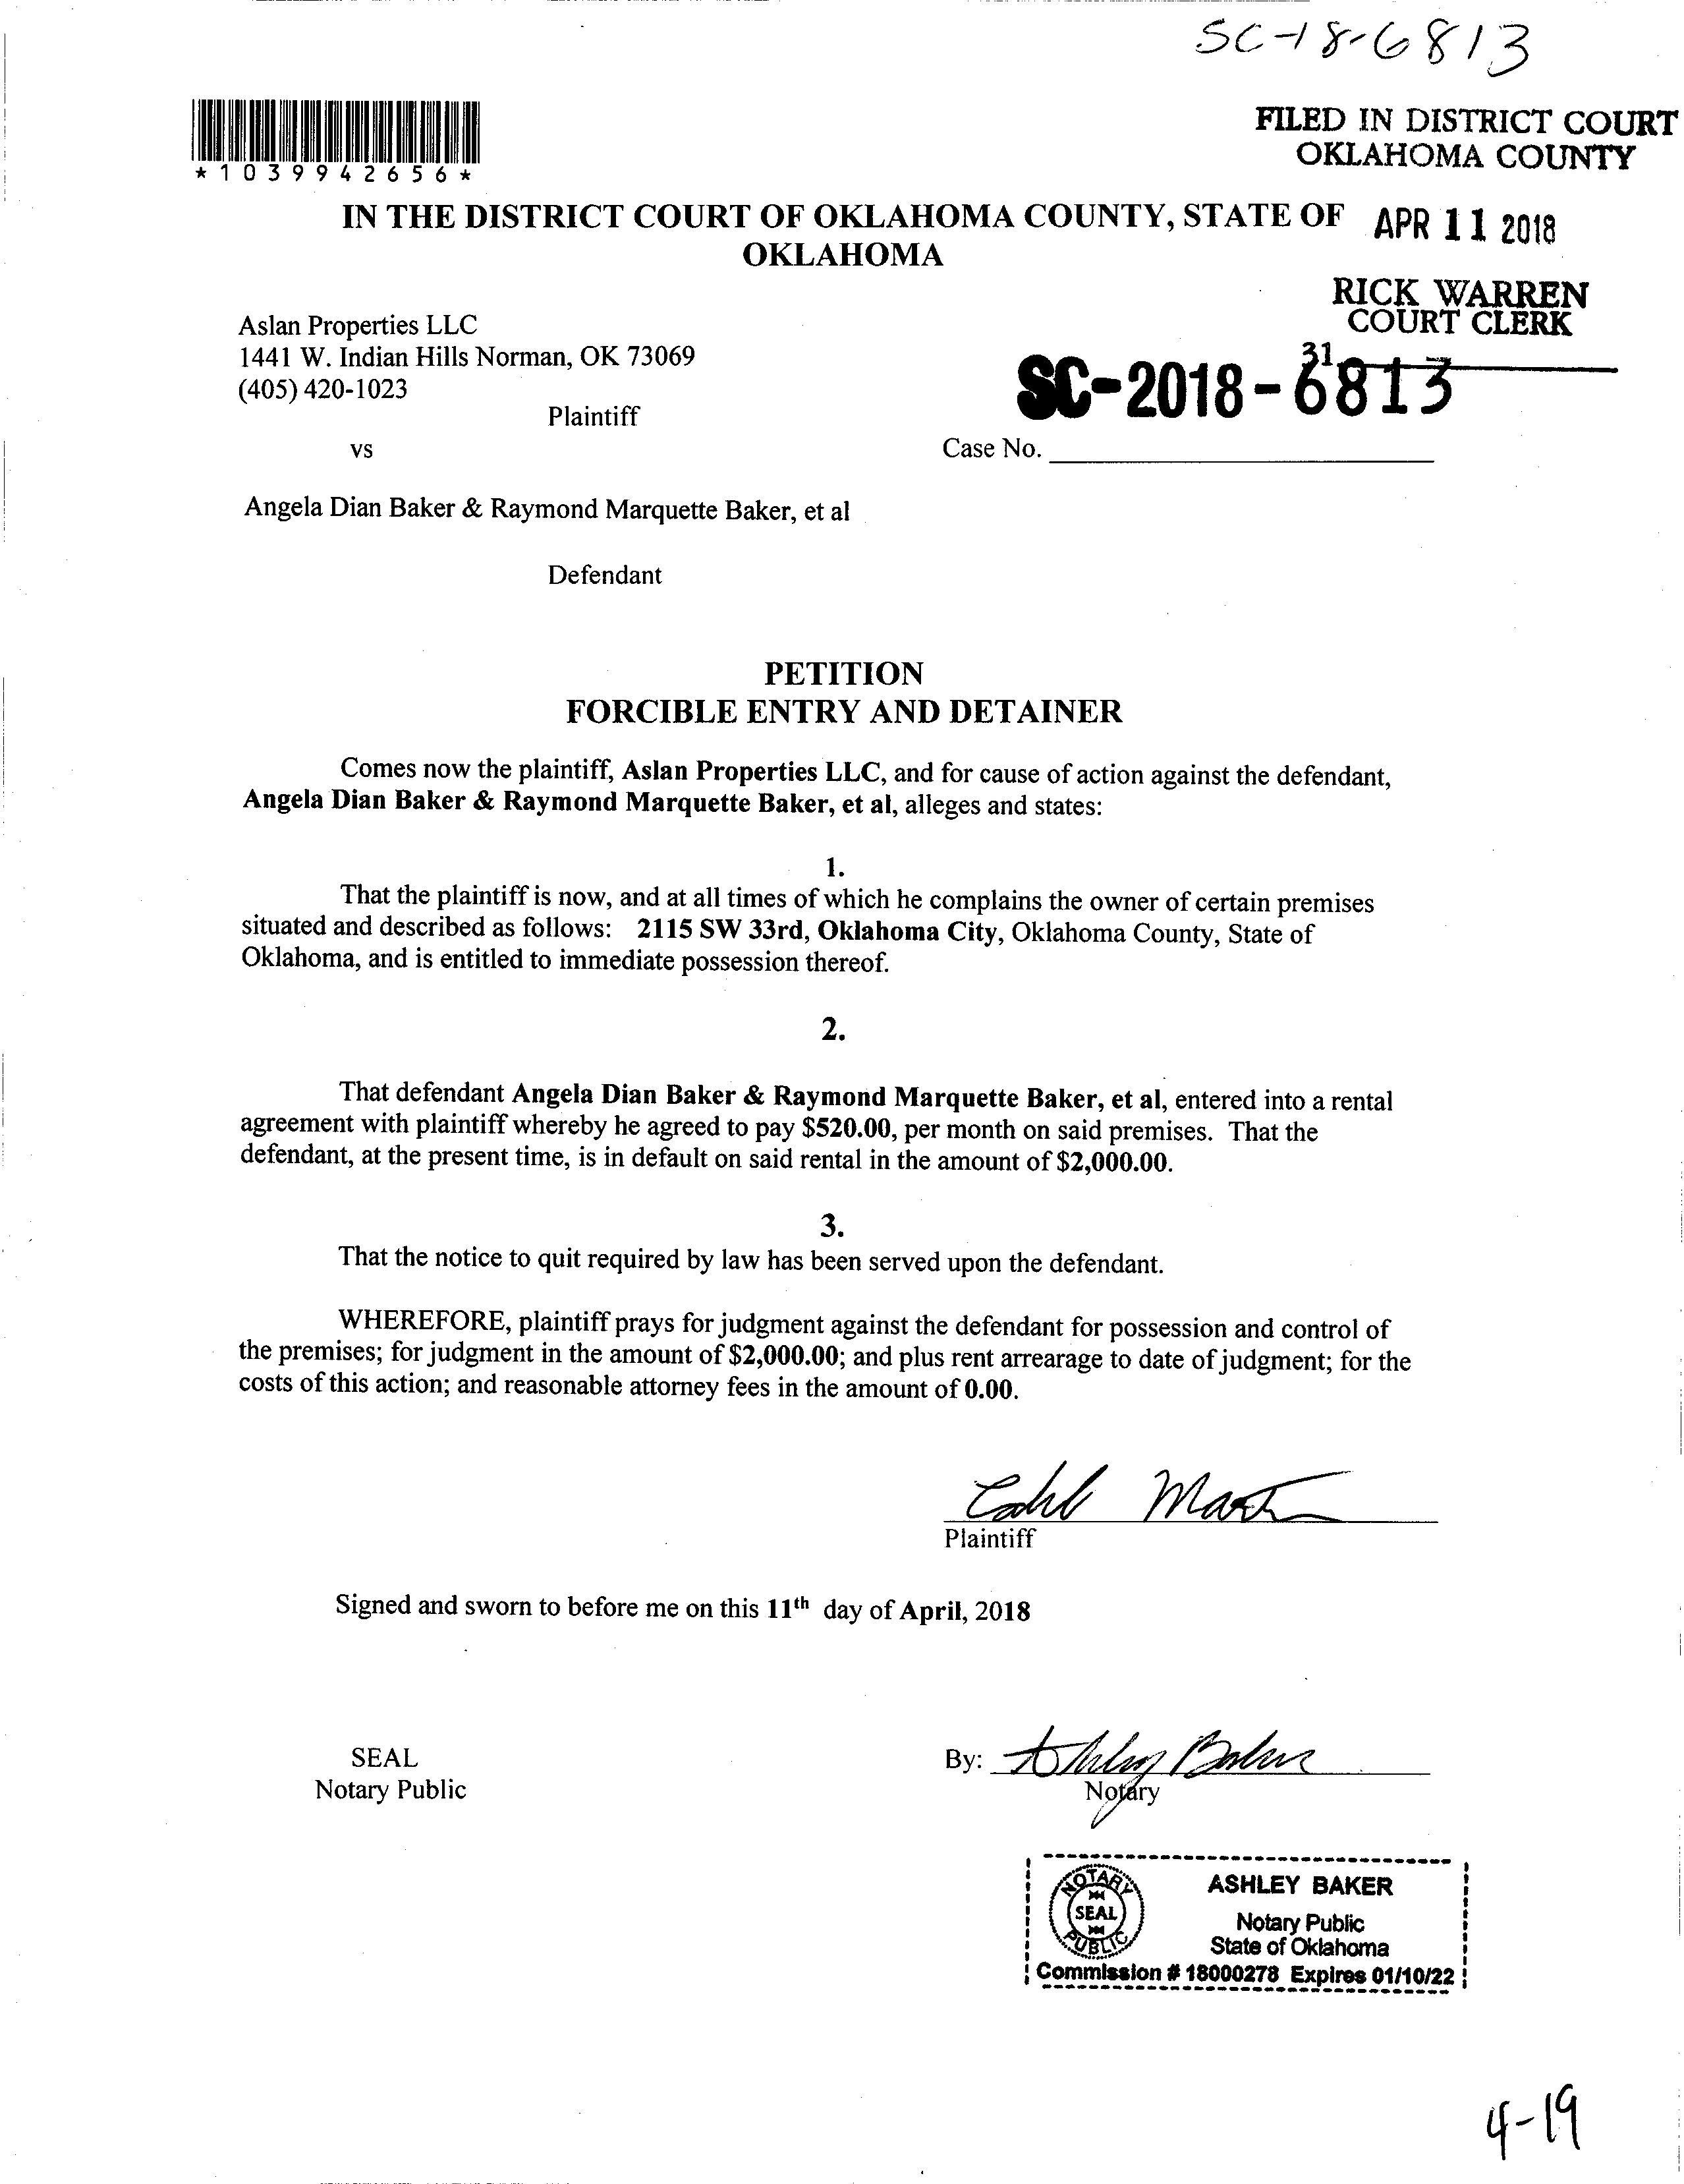 SC-18-6813
FILED IN DISTRICT COURT
OKLAHOMA COUNTY
*1039942656*
IN THE DISTRICT COURT OF OKLAHOMA COUNTY, STATE OF
OKLAHOMA
APR 11 2018
RICK WARREN
COURT CLERK
31
Aslan Properties LLC
1441 W. Indian Hills Norman, OK 73069
(405) 420-1023
SC-2018-6813
Plaintiff
vs
Case No.
Angela Dian Baker & Raymond Marquette Baker, et al
Defendant
PETITION
FORCIBLE ENTRY AND DETAINER
Comes now the plaintiff, Aslan Properties LLC, and for cause of action against the defendant,
Angela Dian Baker & Raymond Marquette Baker, et al, alleges and states:
1.
That the plaintiff is now, and at all times of which he complains the owner of certain premises
situated and described as follows: 2115 SW 33rd, Oklahoma City, Oklahoma County, State of
Oklahoma, and is entitled to immediate possession thereof.
2.
That defendant Angela Dian Baker & Raymond Marquette Baker, et al, entered into a rental
agreement with plaintiff whereby he agreed to pay $520.00, per month on said premises. That the
defendant, at the present time, is in default on said rental in the amount of $2,000.00.
3.
That the notice to quit required by law has been served upon the defendant.
WHEREFORE, plaintiff prays for judgment against the defendant for possession and control of
the premises; for judgment in the amount of $2,000.00; and plus rent arrearage to date of judgment; for the
costs of this action; and reasonable attorney fees in the amount of 0.00.
Plaintiff
Signed and sworn to before me on this 11th day of April, 2018
SEAL
Notary Public
By: Ashley Baker
Notary
NOTARY
SEAL
PUBLIC
ASHLEY BAKER
Notary Public
State of Oklahoma
Commission # 18000278 Expires 01/10/22
4-19